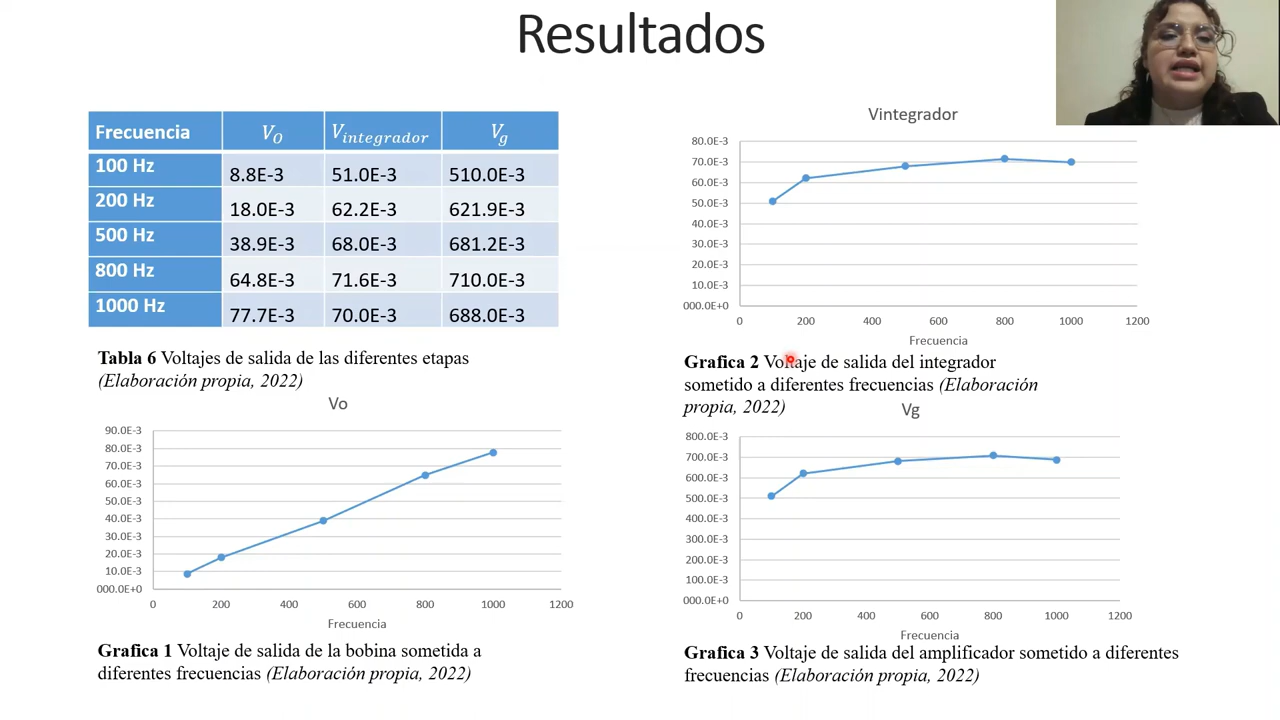 Resultados
Frecuencia V_O V_integrador V_g
100 Hz 8.8E-3 51.0E-3 510.0E-3
200 Hz 18.0E-3 62.2E-3 621.9E-3
500 Hz 38.9E-3 68.0E-3 681.2E-3
800 Hz 64.8E-3 71.6E-3 710.0E-3
1000 Hz 77.7E-3 70.0E-3 688.0E-3
Tabla 6 Voltajes de salida de las diferentes etapas
(Elaboración propia, 2022)
Vo
90.0E-3
80.0E-3
70.0E-3
60.0E-3
50.0E-3
40.0E-3
30.0E-3
20.0E-3
10.0E-3
000.0E+0
0 200 400 600 800 1000 1200
Frecuencia
Grafica 1 Voltaje de salida de la bobina sometida a
diferentes frecuencias (Elaboración propia, 2022)
Vintegrador
80.0E-3
70.0E-3
60.0E-3
50.0E-3
40.0E-3
30.0E-3
20.0E-3
10.0E-3
000.0E+0
0 200 400 600 800 1000 1200
Frecuencia
Grafica 2 Voltaje de salida del integrador
sometido a diferentes frecuencias (Elaboración
propia, 2022)
Vg
800.0E-3
700.0E-3
600.0E-3
500.0E-3
400.0E-3
300.0E-3
200.0E-3
100.0E-3
000.0E+0
0 200 400 600 800 1000 1200
Frecuencia
Grafica 3 Voltaje de salida del amplificador sometido a diferentes
frecuencias (Elaboración propia, 2022)